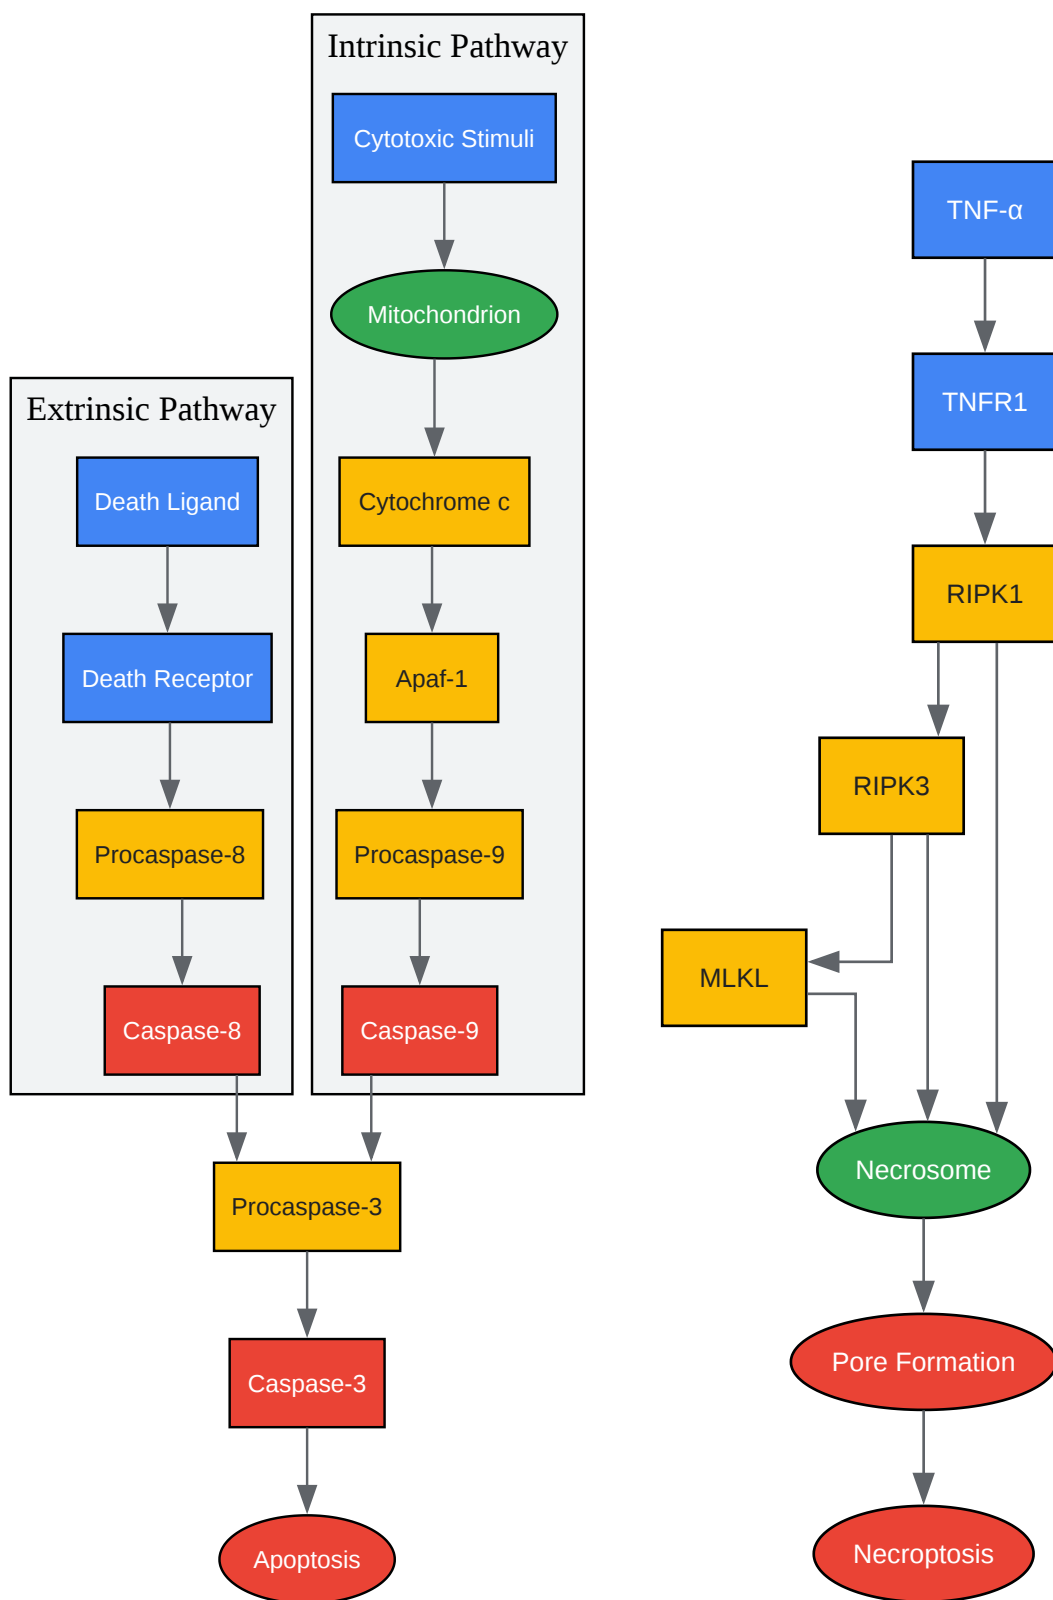 Intrinsic Pathway
Cytotoxic Stimuli
Mitochondrion
Cytochrome c
Apaf-1
Procaspase-9
Caspase-9
Extrinsic Pathway
Death Ligand
Death Receptor
Procaspase-8
Caspase-8
Procaspase-3
Caspase-3
Apoptosis
TNF-α
TNFR1
RIPK1
RIPK3
MLKL
Necrosome
Pore Formation
Necroptosis